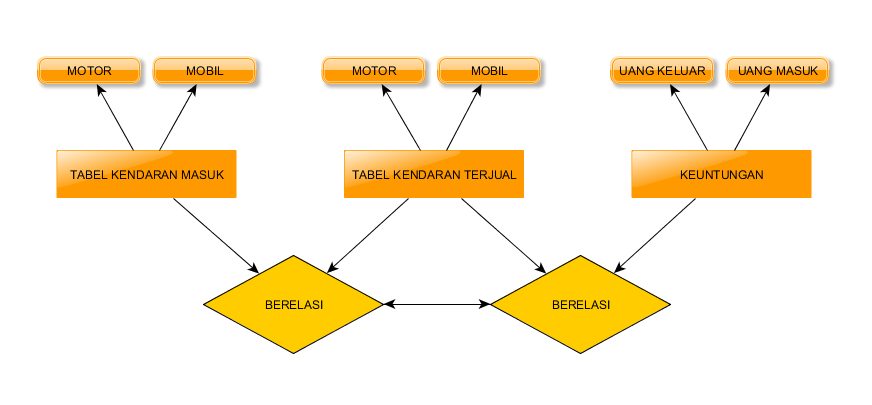 MOTOR
MOBIL
MOTOR
MOBIL
UANG KELUAR
UANG MASUK
TABEL KENDARAN MASUK
TABEL KENDARAN TERJUAL
KEUNTUNGAN
BERELASI
BERELASI